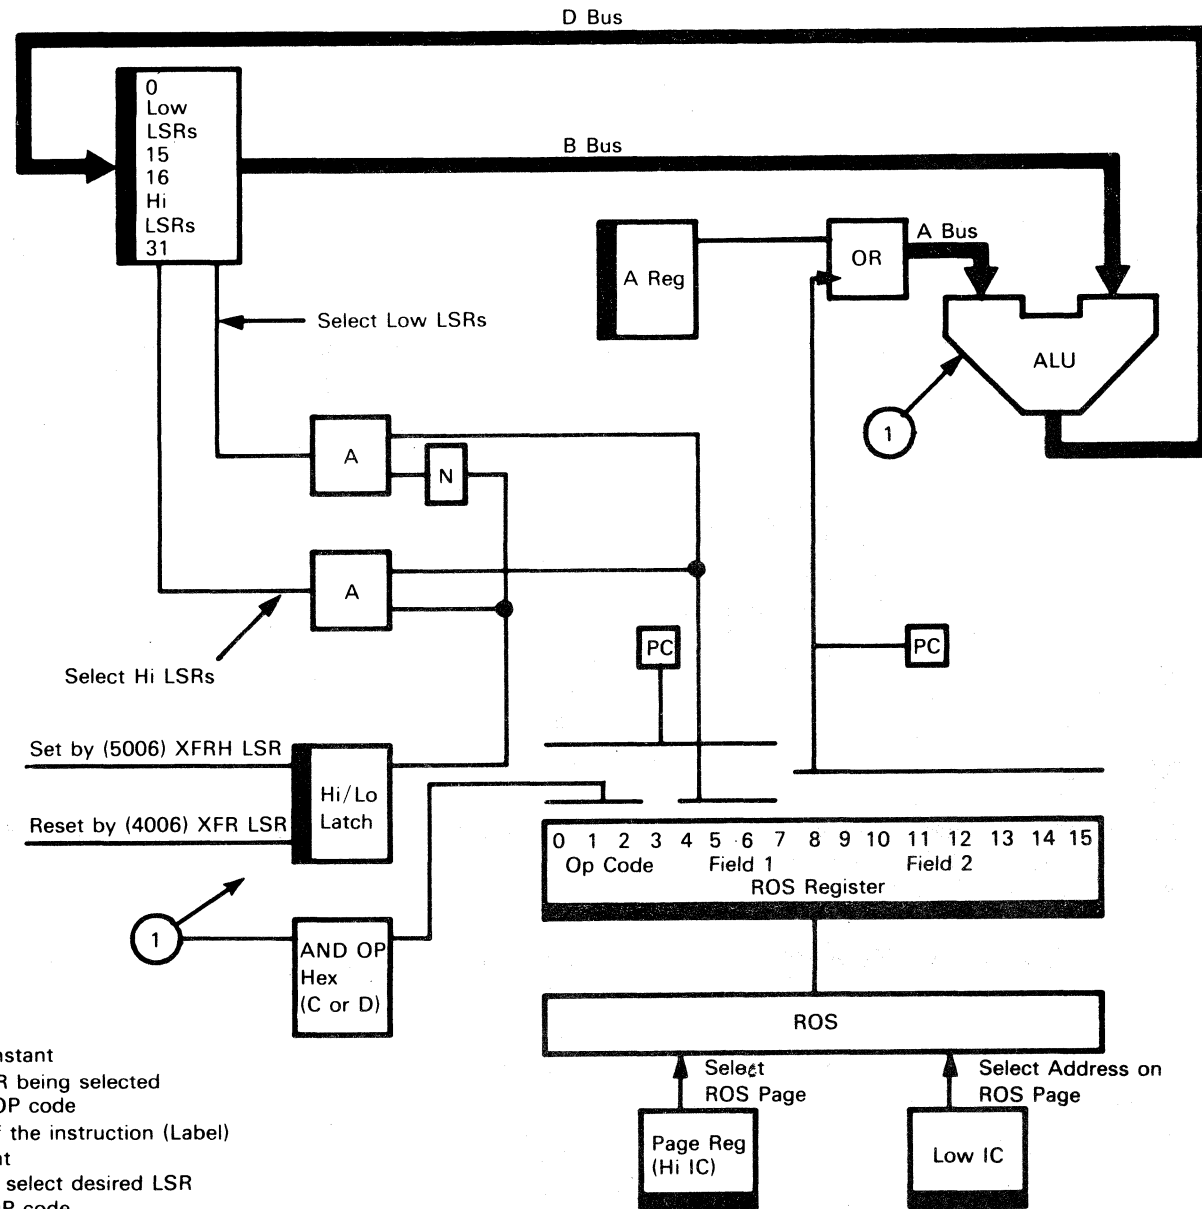 D Bus
0
Low
LSRs
15
16
Hi
LSRs
31
B Bus
A Reg
OR
A Bus
Select Low LSRs
ALU
1
A
N
A
PC
PC
Select Hi LSRs
Set by (5006) XFRH LSR
Hi/Lo
Latch
Reset by (4006) XFR LSR
0 1 2 3 4 5 6 7 8 9 10 11 12 13 14 15
Op Code Field 1 Field 2
ROS Register
1
AND OP
Hex
(C or D)
ROS
Select
ROS Page
Select Address on
ROS Page
Page Reg
(Hi IC)
Low IC
nstant
R being selected
OP code
f the instruction (Label)
nt
select desired LSR
P code